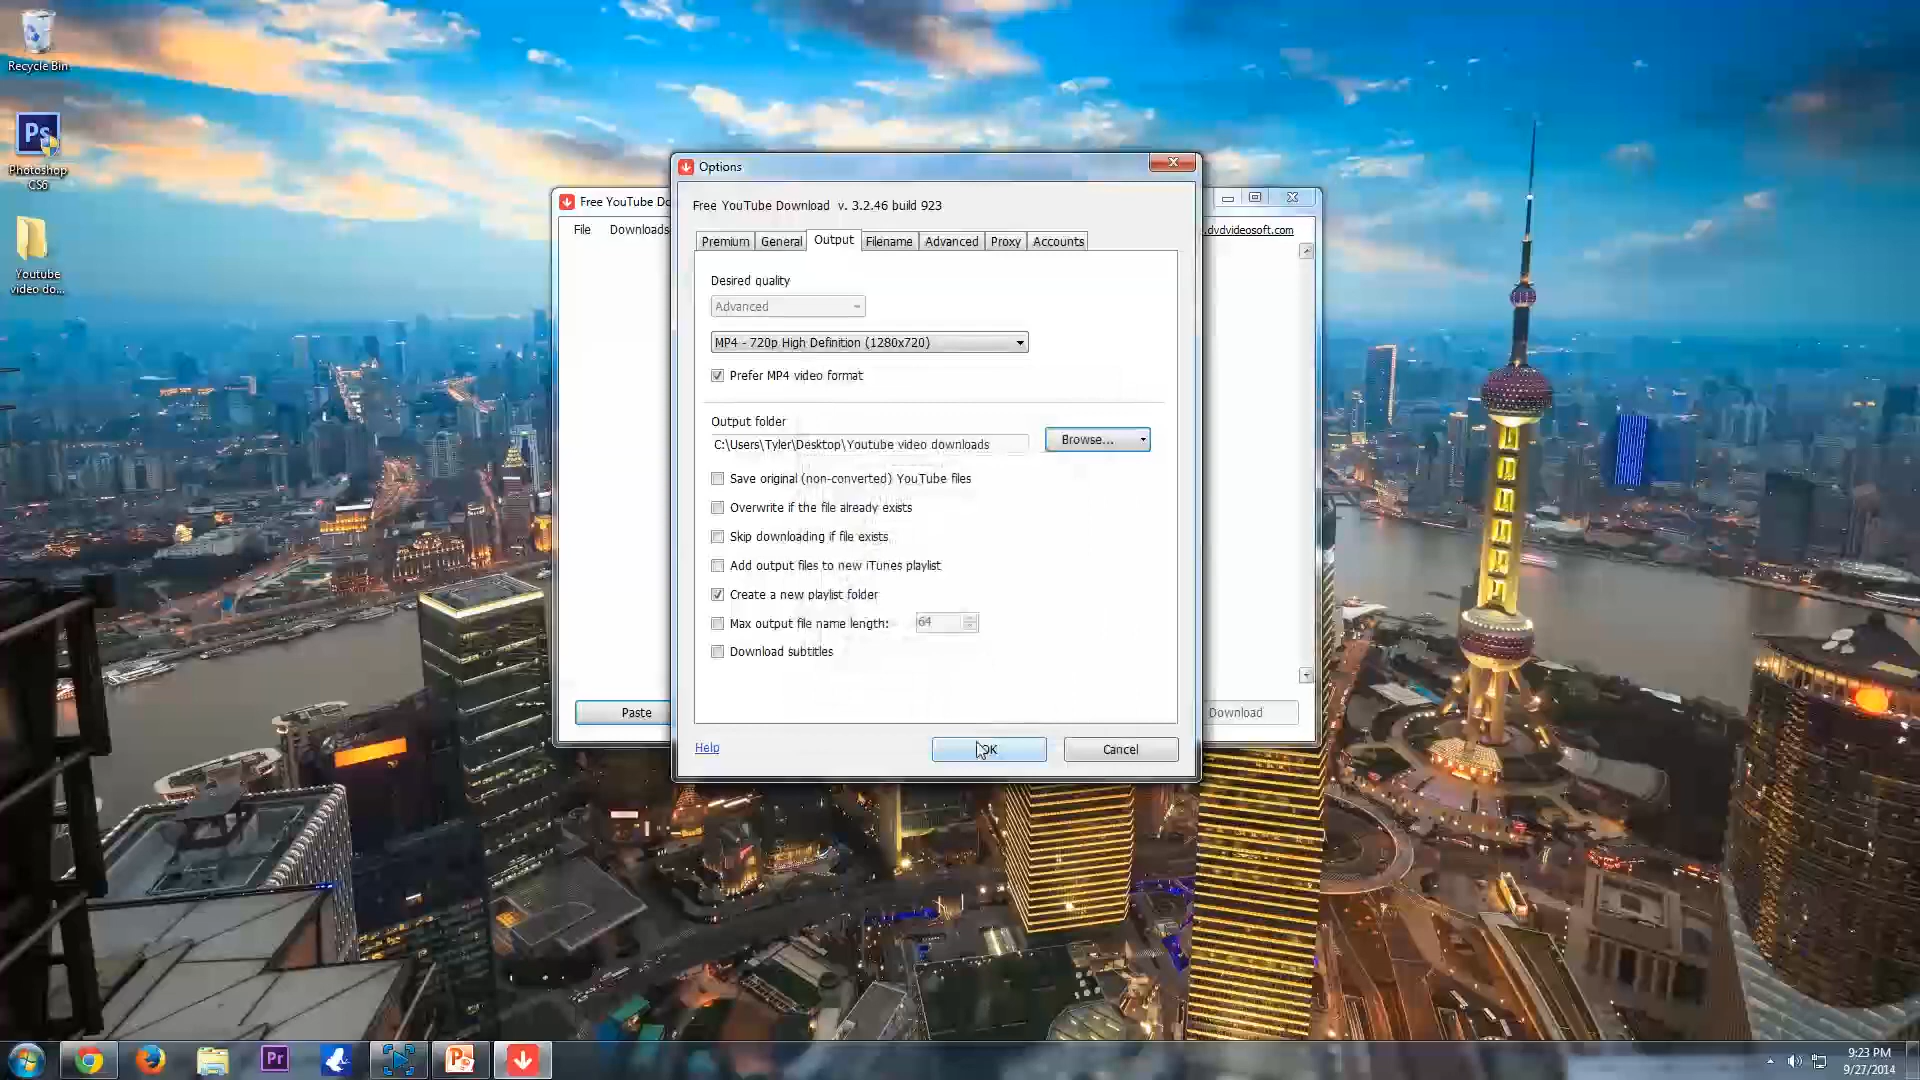 Recycle Bin
Ps
Photoshop
CS6
Youtube
video do...
Free YouTube Do
File Downloads
.dvdvideosoft.com
Paste
Download
Options
Free YouTube Download v. 3.2.46 build 923
Premium General Output Filename Advanced Proxy Accounts
Desired quality
Advanced
MP4 - 720p High Definition (1280x720)
Prefer MP4 video format
Output folder
C:\Users\Tyler\Desktop\Youtube video downloads
Browse...
Save original (non-converted) YouTube files
Overwrite if the file already exists
Skip downloading if file exists
Add output files to new iTunes playlist
Create a new playlist folder
Max output file name length: 64
Download subtitles
Help
OK
Cancel
Pr
P
9:23 PM
9/27/2014